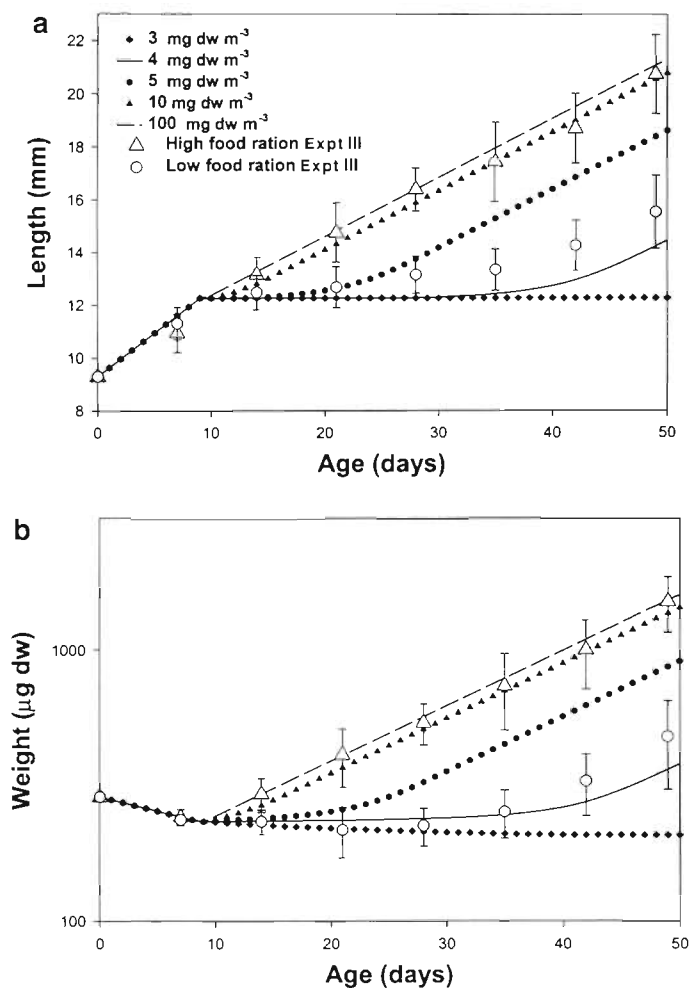 a
3 mg dw m⁻³
4 mg dw m⁻³
5 mg dw m⁻³
10 mg dw m⁻³
100 mg dw m⁻³
High food ration Expt III
Low food ration Expt III
22
20
18
16
14
12
10
8
Length (mm)
0 10 20 30 40 50
Age (days)
b
1000
100
Weight (μg dw)
0 10 20 30 40 50
Age (days)